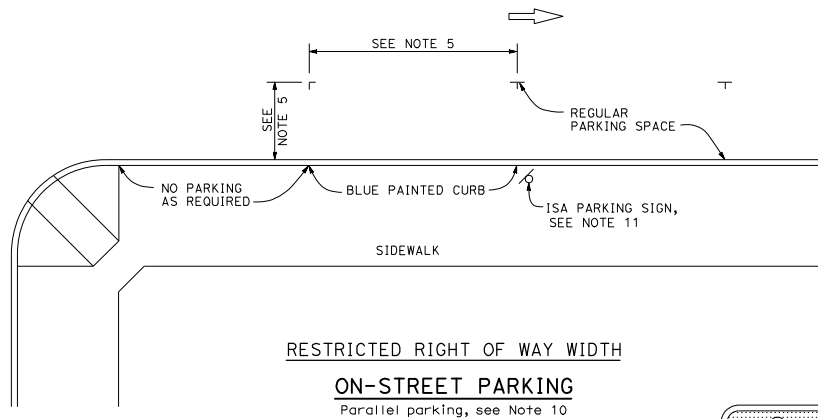 SEE NOTE 5
SEE
NOTE 5
REGULAR
PARKING SPACE
NO PARKING
AS REQUIRED
BLUE PAINTED CURB
ISA PARKING SIGN,
SEE NOTE 11
SIDEWALK
RESTRICTED RIGHT OF WAY WIDTH
ON-STREET PARKING
Parallel parking, see Note 10